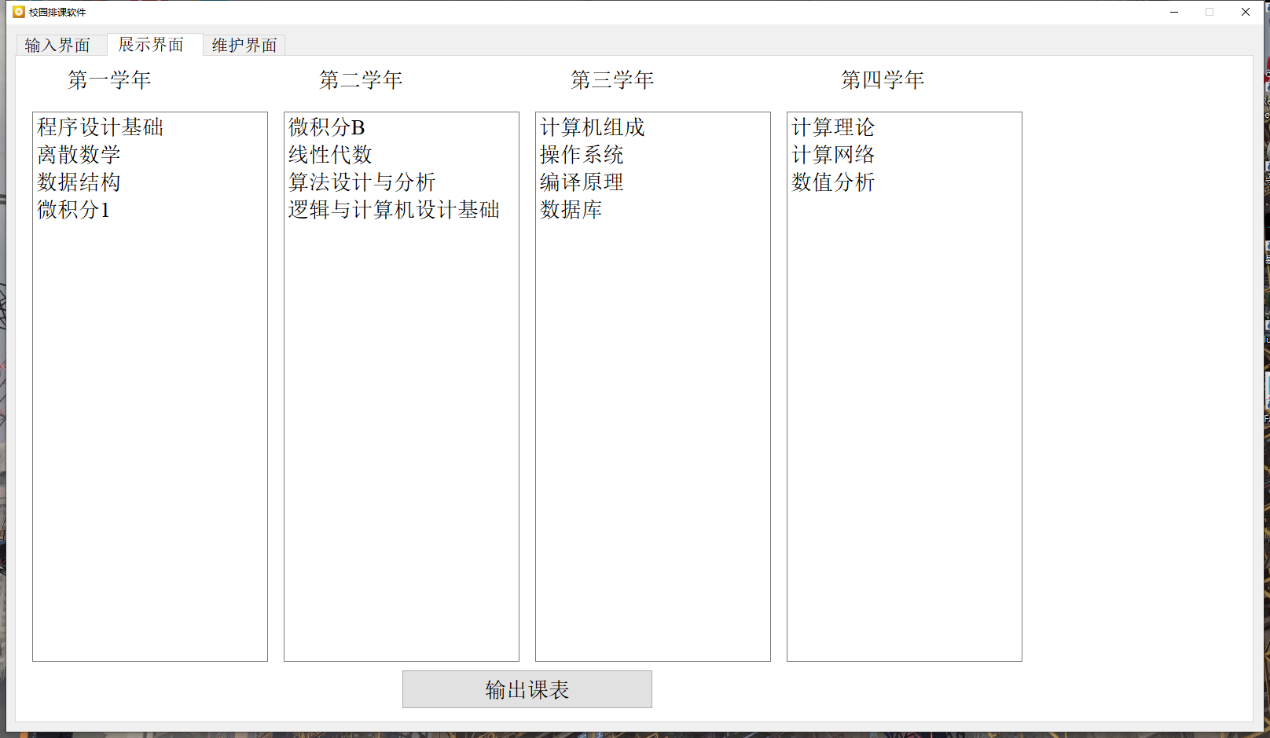 校园排课软件
输入界面 展示界面 维护界面
第一学年 第二学年 第三学年 第四学年
程序设计基础
离散数学
数据结构
微积分1
微积分B
线性代数
算法设计与分析
逻辑与计算机设计基础
计算机组成
操作系统
编译原理
数据库
计算理论
计算网络
数值分析
输出课表